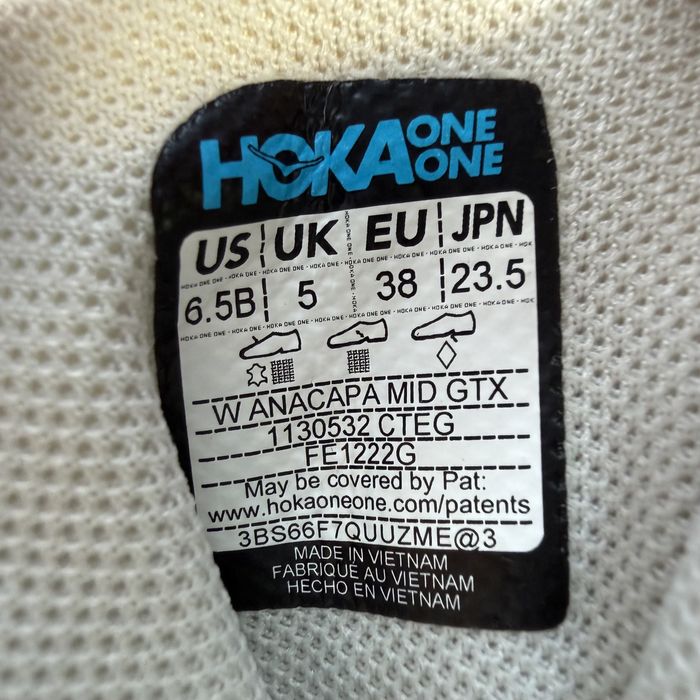 HOKA ONE ONE
US UK EU JPN
6.5B 5 38 23.5
W ANACAPA MID GTX
1130532 CTEG
FE1222G
May be covered by Pat:
www.hokaoneone.com/patents
3BS66F7QUUZME@3
MADE IN VIETNAM
FABRIQUÉ AU VIETNAM
HECHO EN VIETNAM